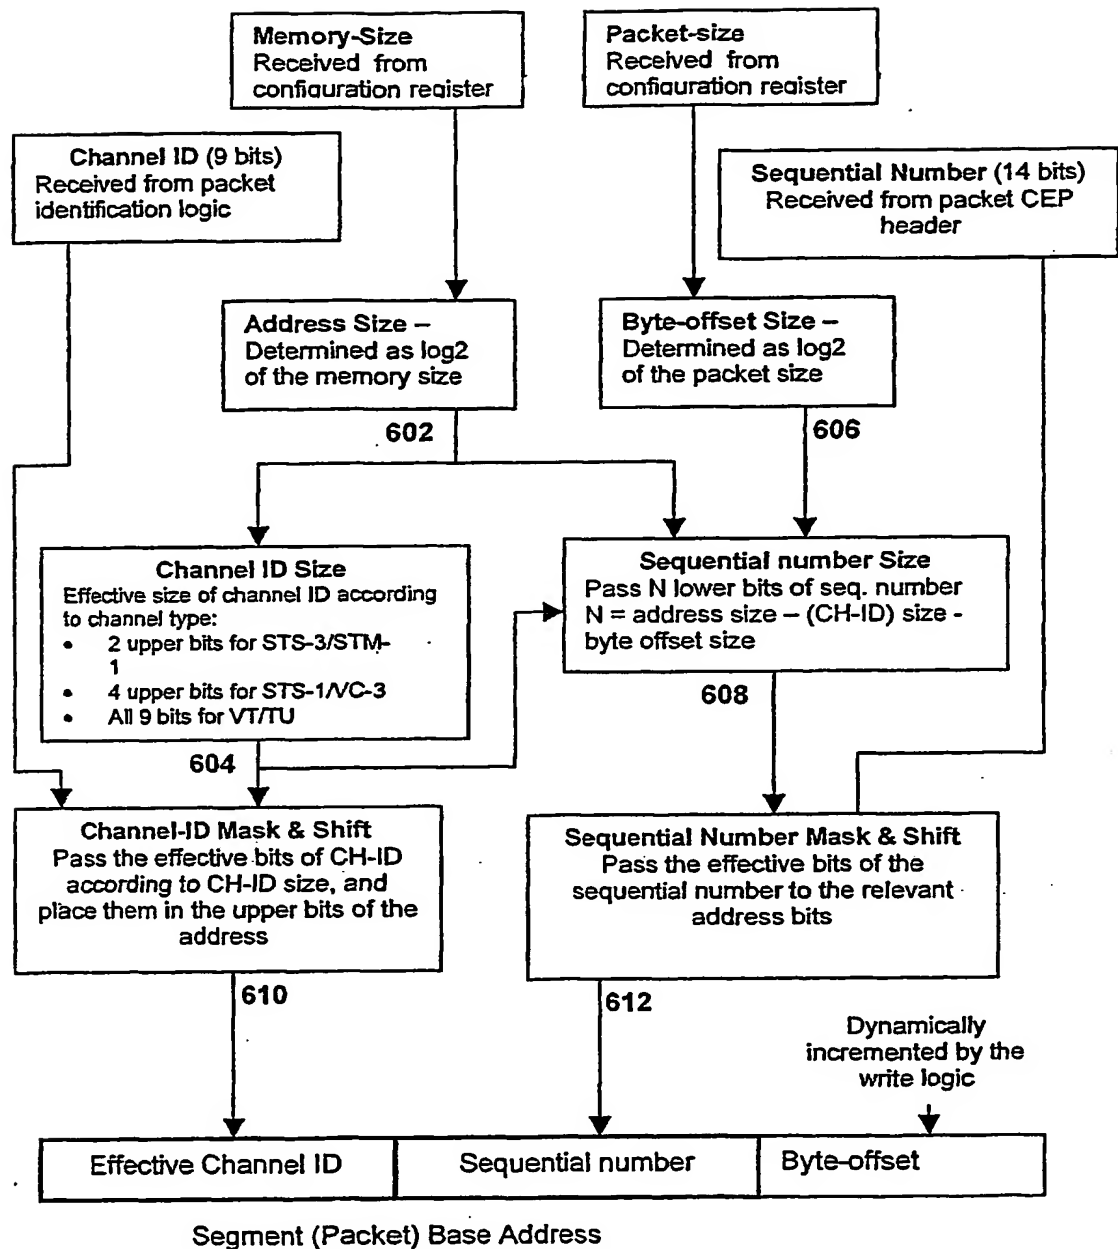 Memory-Size
Received from
configuration register
Packet-size
Received from
configuration register
Channel ID (9 bits)
Received from packet
identification logic
Sequential Number (14 bits)
Received from packet CEP
header
Address Size –
Determined as log2
of the memory size
Byte-offset Size –
Determined as log2
of the packet size
602
606
Channel ID Size
Effective size of channel ID according
to channel type:
• 2 upper bits for STS-3/STM-
1
• 4 upper bits for STS-1/VC-3
• All 9 bits for VT/TU
Sequential number Size
Pass N lower bits of seq. number
N = address size – (CH-ID) size -
byte offset size
604
608
Channel-ID Mask & Shift
Pass the effective bits of CH-ID
according to CH-ID size, and
place them in the upper bits of the
address
Sequential Number Mask & Shift
Pass the effective bits of the
sequential number to the relevant
address bits
610
612
Dynamically
incremented by the
write logic
Effective Channel ID
Sequential number
Byte-offset
Segment (Packet) Base Address